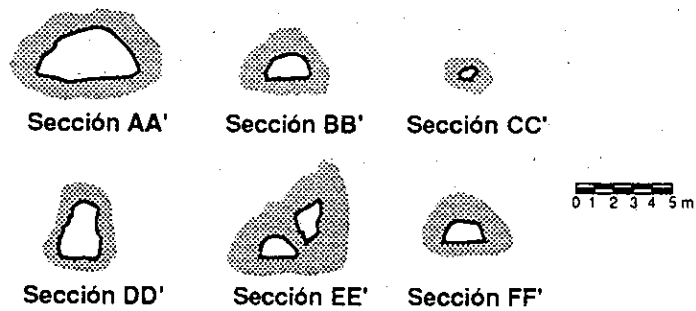 Sección AA' Sección BB' Sección CC'
0 1 2 3 4 5 m
Sección DD' Sección EE' Sección FF'